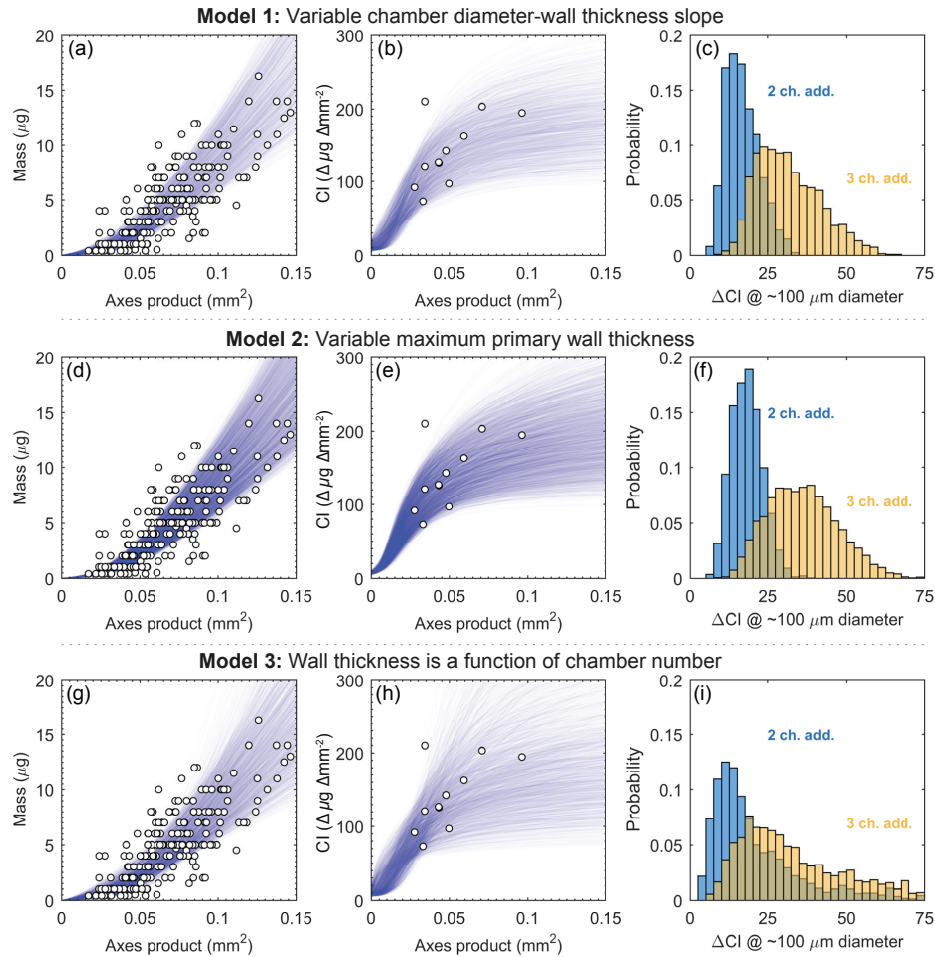 Model 1: Variable chamber diameter-wall thickness slope
(a)
Mass (μg)
20
15
10
5
0
0 0.05 0.1 0.15
Axes product (mm2)
(b)
CI (Δ μg Δmm-2)
300
200
100
0
0 0.05 0.1 0.15
Axes product (mm2)
(c)
Probability
0.2
0.15
0.1
0.05
0
2 ch. add.
3 ch. add.
0 25 50 75
ΔCI @ ~100 μm diameter
Model 2: Variable maximum primary wall thickness
(d)
Mass (μg)
20
15
10
5
0
0 0.05 0.1 0.15
Axes product (mm2)
(e)
CI (Δ μg Δmm-2)
300
200
100
0
0 0.05 0.1 0.15
Axes product (mm2)
(f)
Probability
0.2
0.15
0.1
0.05
0
2 ch. add.
3 ch. add.
0 25 50 75
ΔCI @ ~100 μm diameter
Model 3: Wall thickness is a function of chamber number
(g)
Mass (μg)
20
15
10
5
0
0 0.05 0.1 0.15
Axes product (mm2)
(h)
CI (Δ μg Δmm-2)
300
200
100
0
0 0.05 0.1 0.15
Axes product (mm2)
(i)
Probability
0.2
0.15
0.1
0.05
0
2 ch. add.
3 ch. add.
0 25 50 75
ΔCI @ ~100 μm diameter